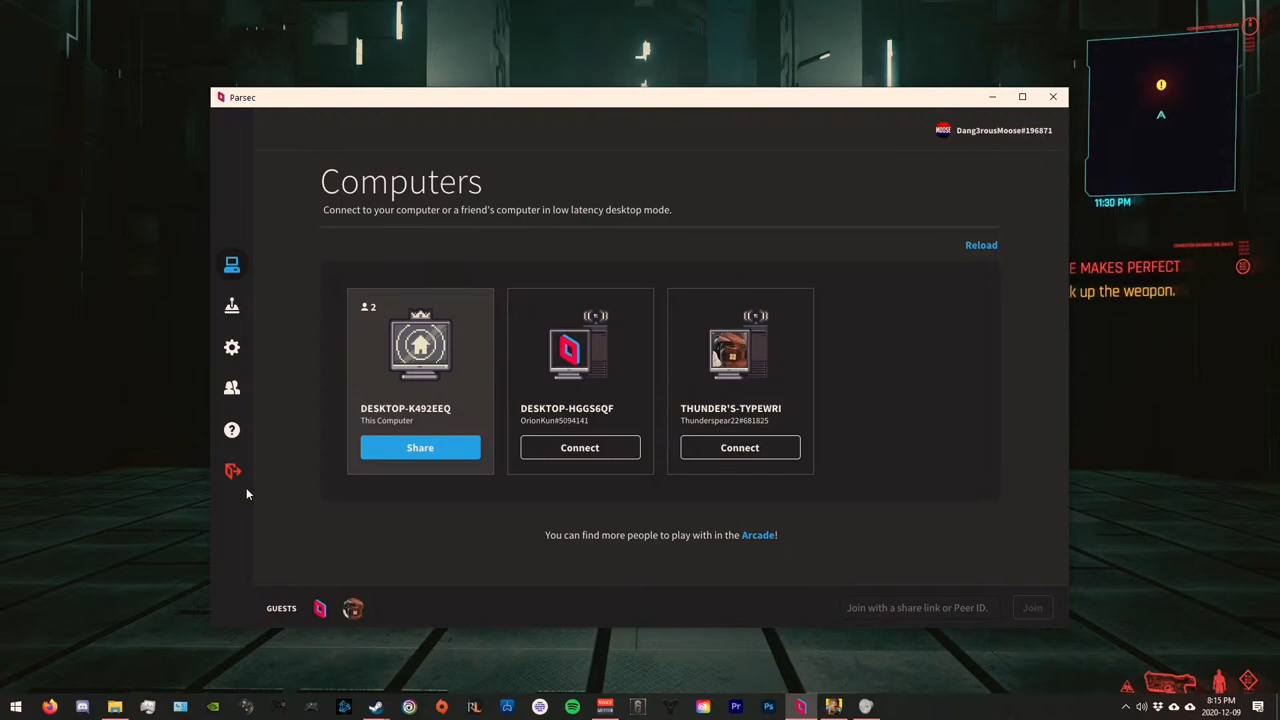 Parsec
Dang3rousMoose#196871
Computers
Connect to your computer or a friend's computer in low latency desktop mode.
Reload
2
DESKTOP-K492EEQ
This Computer
Share
DESKTOP-HGGS6QF
OrionKun#5094141
Connect
THUNDER'S-TYPEWRI
Thunderspear22#681825
Connect
You can find more people to play with in the Arcade!
GUESTS
Join with a share link or Peer ID.
Join
11:30 PM
E MAKES PERFECT
k up the weapon.
8:15 PM
2020-12-09